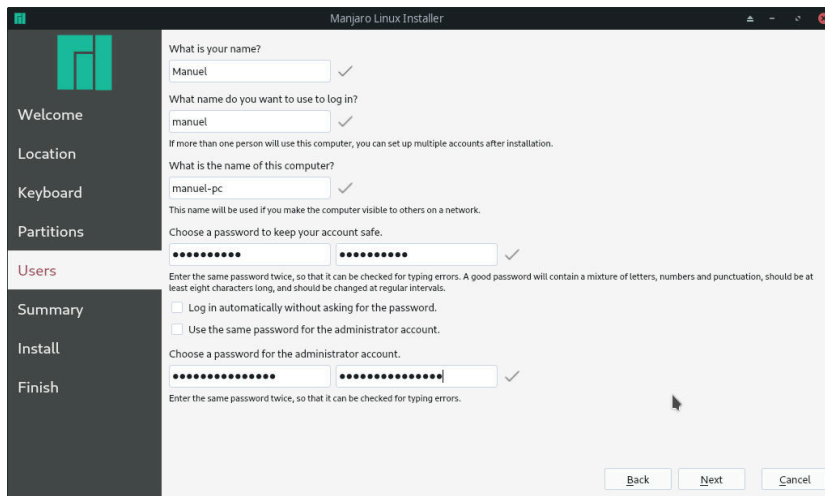 Manjaro Linux Installer
Welcome
Location
Keyboard
Partitions
Users
Summary
Install
Finish
What is your name?
Manuel
What name do you want to use to log in?
manuel
If more than one person will use this computer, you can set up multiple accounts after installation.
What is the name of this computer?
manuel-pc
This name will be used if you make the computer visible to others on a network.
Choose a password to keep your account safe.
●●●●●●●●●● ●●●●●●●●●●
Enter the same password twice, so that it can be checked for typing errors. A good password will contain a mixture of letters, numbers and punctuation, should be at
least eight characters long, and should be changed at regular intervals.
Log in automatically without asking for the password.
Use the same password for the administrator account.
Choose a password for the administrator account.
●●●●●●●●●●●●●●● ●●●●●●●●●●●●●●●
Enter the same password twice, so that it can be checked for typing errors.
Back Next Cancel